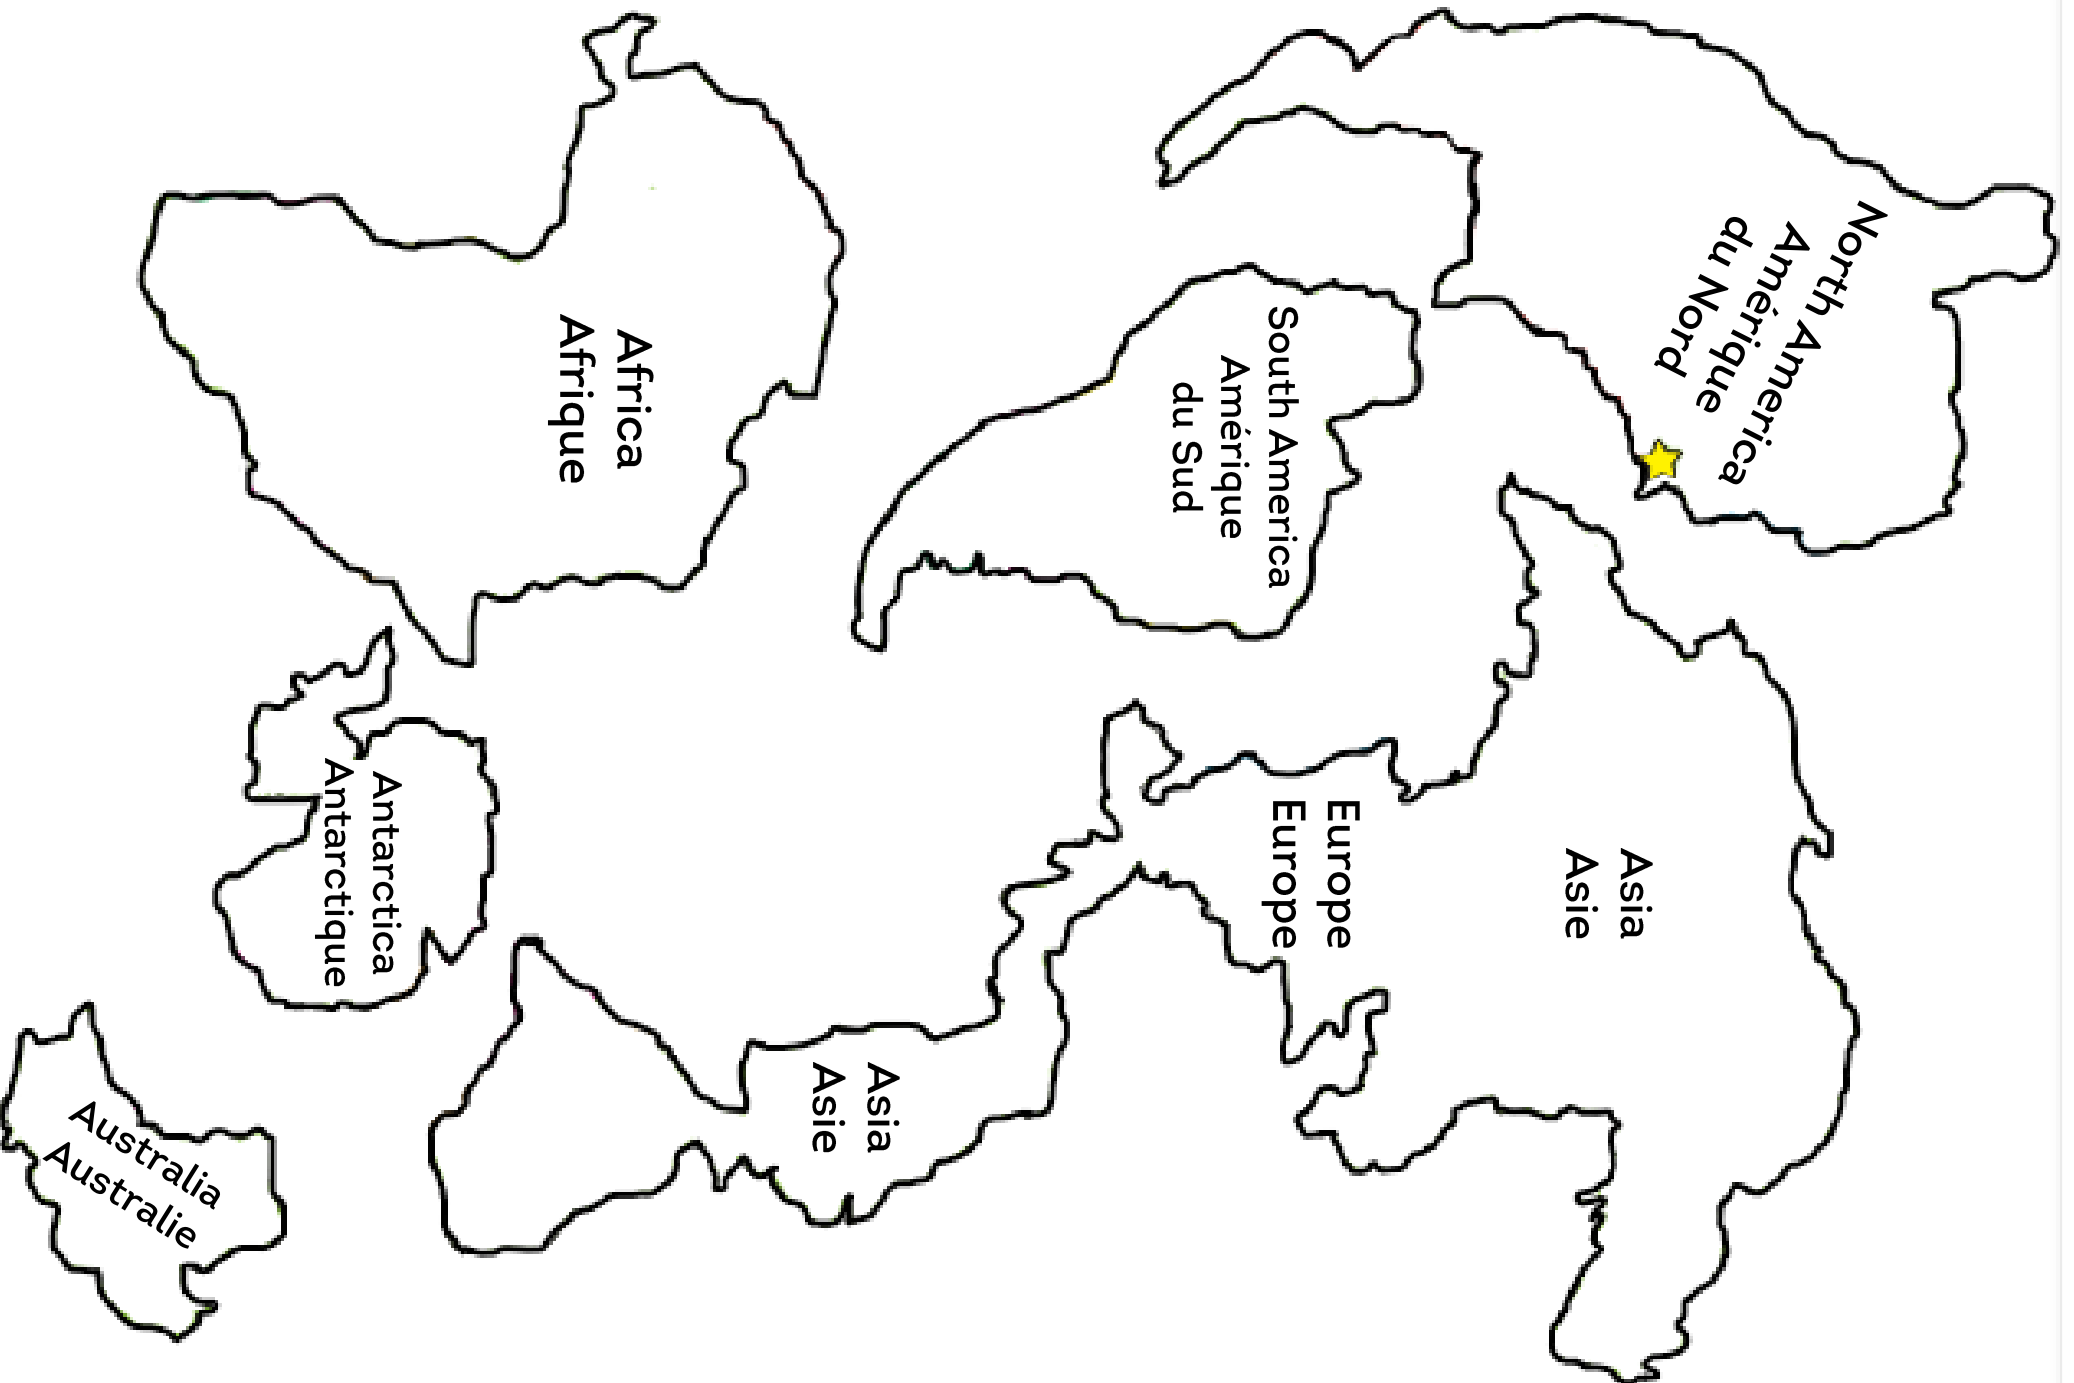 North America
Amérique
du Nord
South America
Amérique
du Sud
Africa
Afrique
Europe
Europe
Asia
Asie
Asia
Asie
Antarctica
Antarctique
Australia
Australie